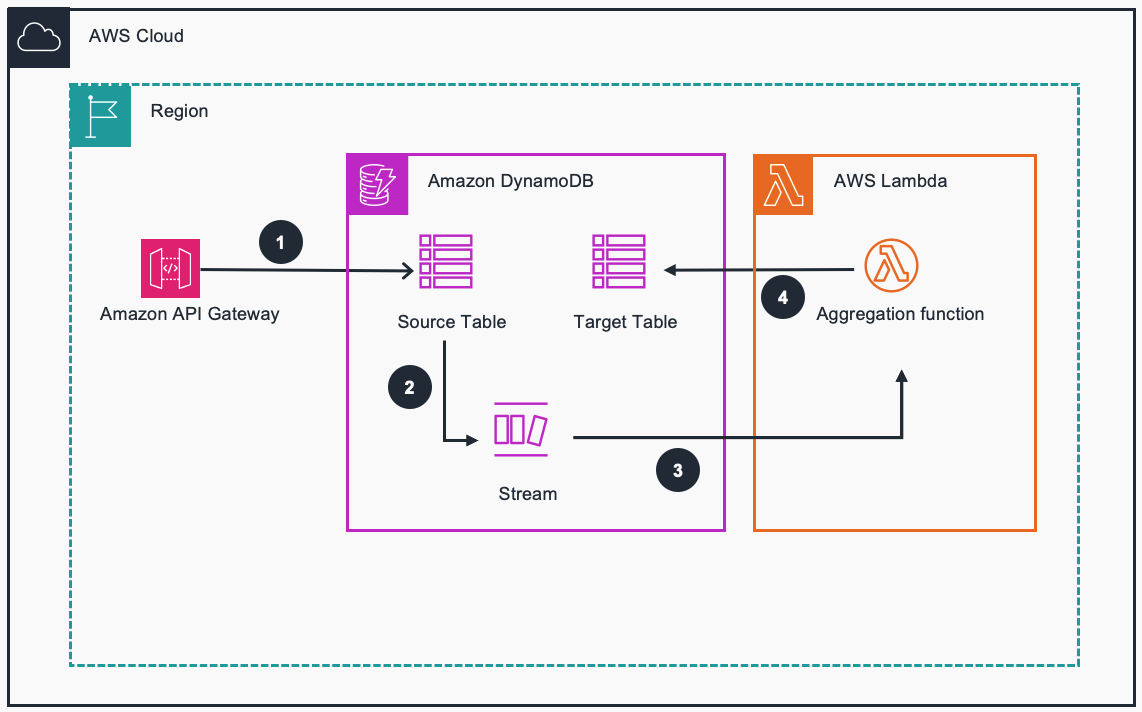 AWS Cloud
Region
Amazon DynamoDB
AWS Lambda
1
</>
Amazon API Gateway
Source Table
Target Table
4
Aggregation function
2
3
Stream